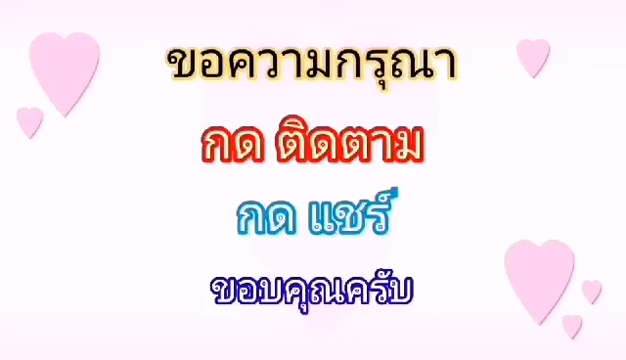 ขอความกรุณา
กด ติดตาม
กด แชร์
ขอบคุณครับ